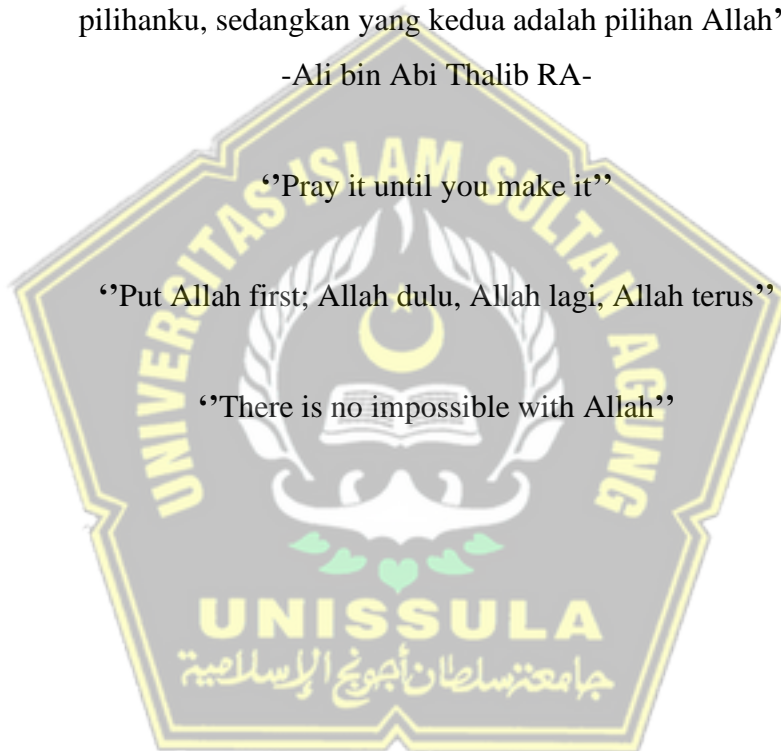 pilihanku, sedangkan yang kedua adalah pilihan Allah”
-Ali bin Abi Thalib RA-
‘’Pray it until you make it’’
‘’Put Allah first; Allah dulu, Allah lagi, Allah terus’’
‘’There is no impossible with Allah’’
UNIVERSITAS ISLAM SULTAN AGUNG
UNISSULA
جامعة سلطان أجونج الإسلامية